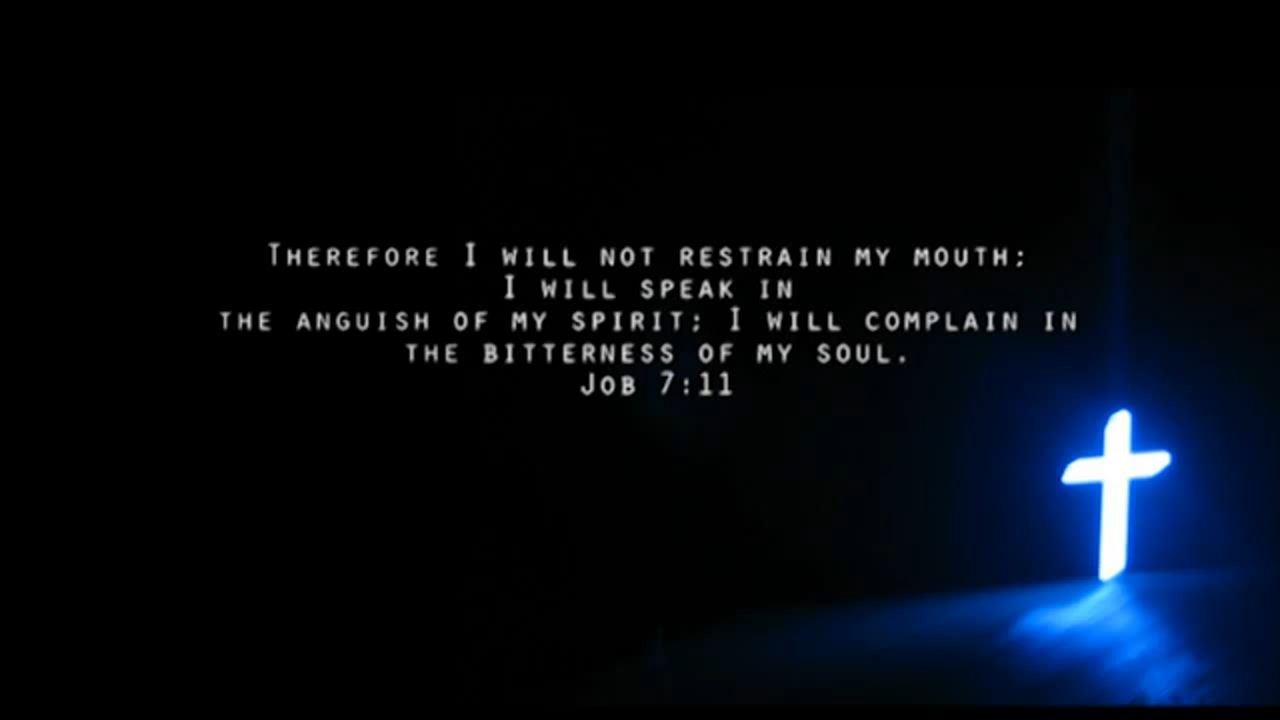 Therefore I will not restrain my mouth;
I will speak in
the anguish of my spirit; I will complain in
the bitterness of my soul.
Job 7:11